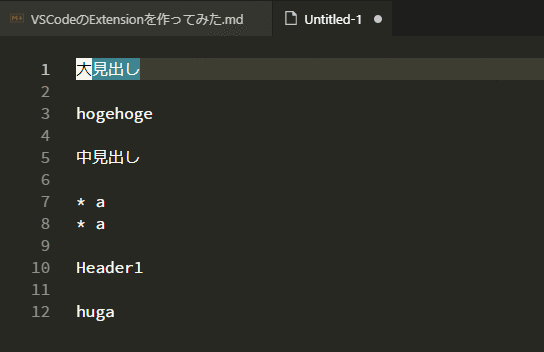 VSCodeのExtensionを作ってみた.md
Untitled-1
1 大見出し
2
3 hogehoge
4
5 中見出し
6
7 * a
8 * a
9
10 Header1
11
12 huga